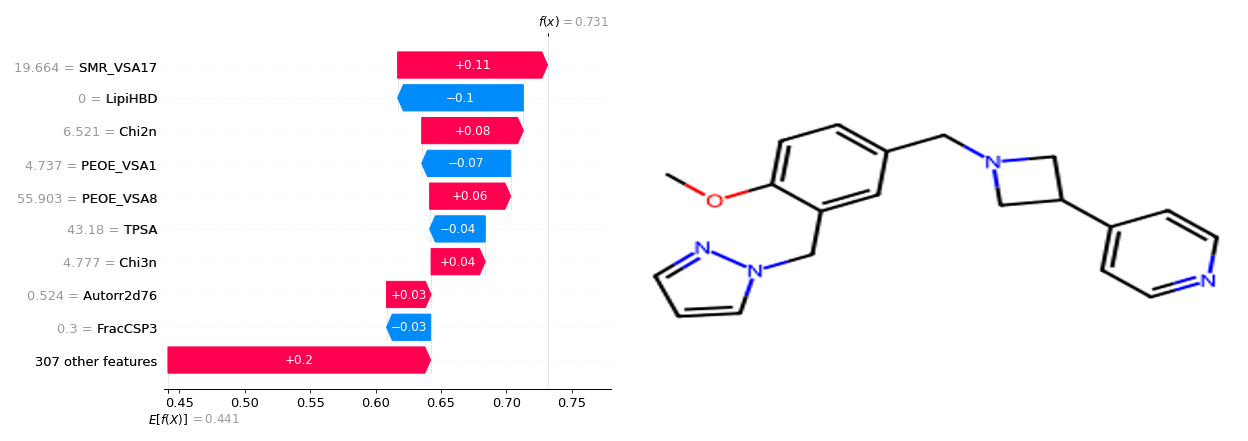 f(x) = 0.731
19.664 = SMR_VSA17 +0.11
0 = LipiHBD −0.1
6.521 = Chi2n +0.08
4.737 = PEOE_VSA1 −0.07
55.903 = PEOE_VSA8 +0.06
43.18 = TPSA −0.04
4.777 = Chi3n +0.04
0.524 = Autorr2d76 +0.03
0.3 = FracCSP3 −0.03
307 other features +0.2
0.45 0.50 0.55 0.60 0.65 0.70 0.75
E[f(X)] = 0.441
N
O
N
N
N